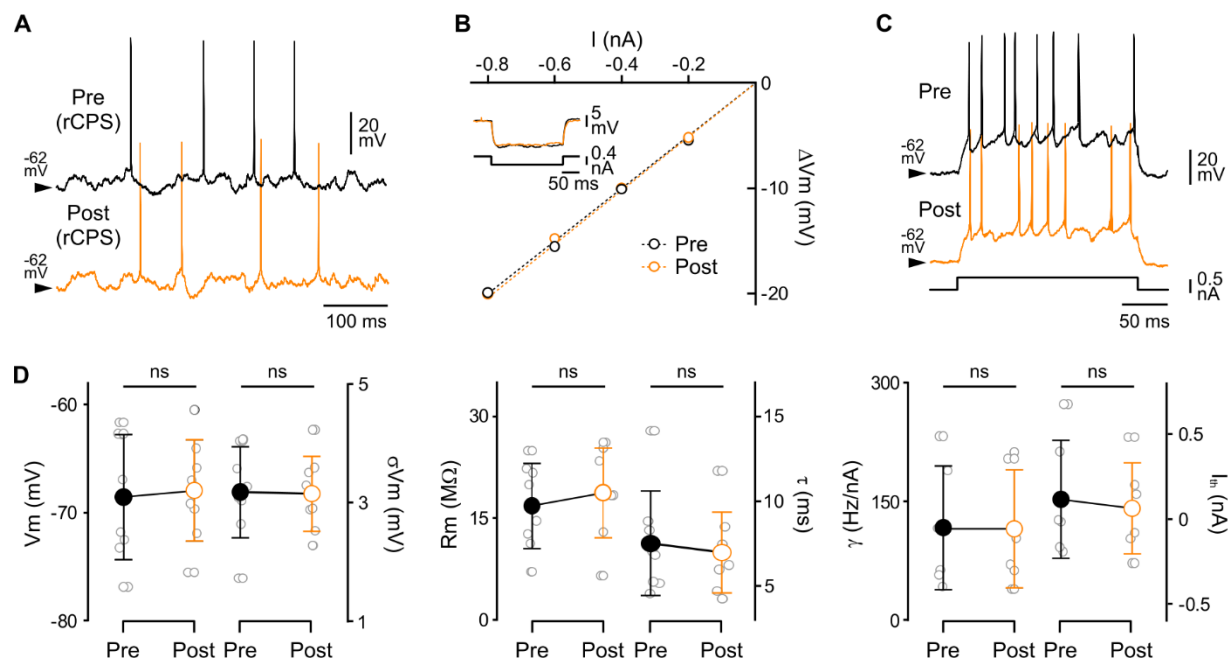 A
Pre
(rCPS)
20
mV
-62
mV
Post
(rCPS)
-62
mV
100 ms
B
I (nA)
-0.8 -0.6 -0.4 -0.2
0
5
mV
0.4
nA
50 ms
-10
ΔVm (mV)
Pre
Post
-20
C
Pre
-62
mV
20
mV
Post
-62
mV
0.5
nA
50 ms
D
ns ns
-60
-70
-80
Vm (mV)
5
3
1
σVm (mV)
Pre Post Pre Post
ns ns
30
15
0
Rm (MΩ)
15
10
5
τ (ms)
Pre Post Pre Post
ns ns
300
150
0
γ (Hz/nA)
0.5
0
-0.5
Ith (nA)
Pre Post Pre Post